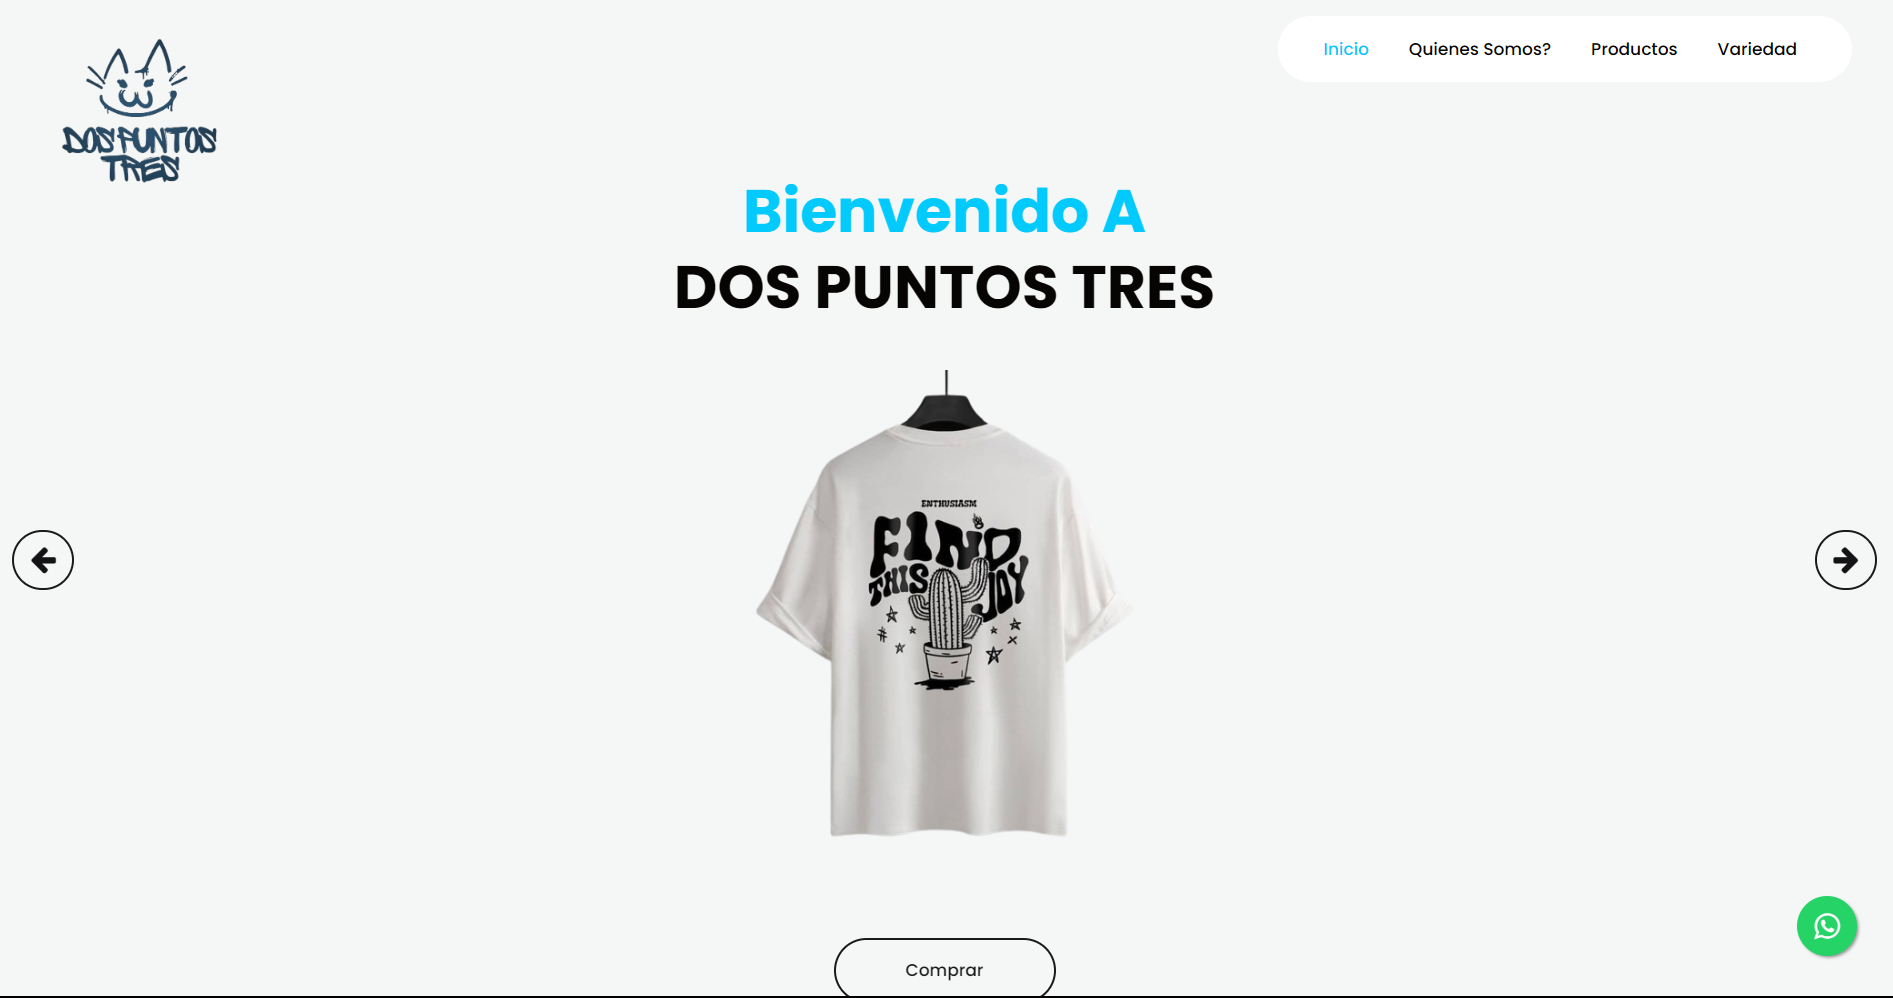 DOS PUNTOS
TRES
Inicio
Quienes Somos?
Productos
Variedad
Bienvenido A
DOS PUNTOS TRES
ENTHUSIASM
FIND
THIS JOY
Comprar